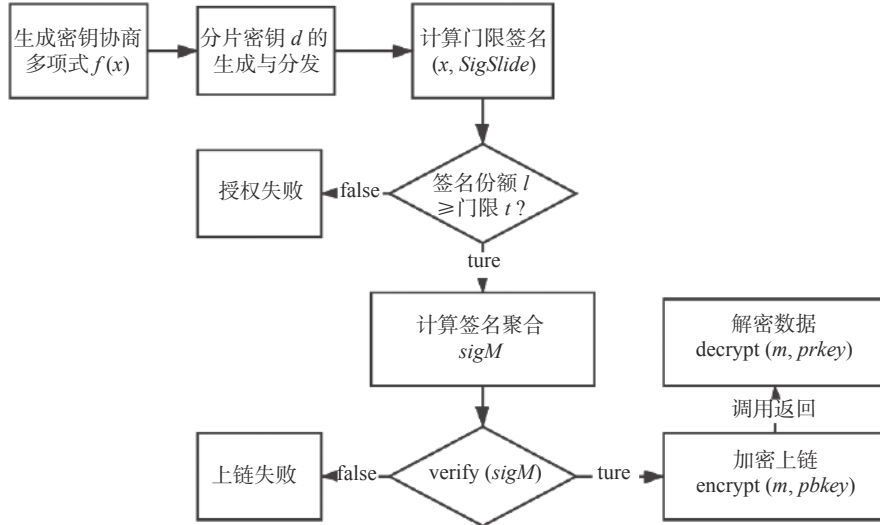 生成密钥协商
多项式 f (x)
分片密钥 d 的
生成与分发
计算门限签名
(x, SigSlide)
授权失败
false
签名份额 l
≥门限 t ?
ture
计算签名聚合
sigM
解密数据
decrypt (m, prkey)
调用返回
上链失败
false
verify (sigM)
ture
加密上链
encrypt (m, pbkey)